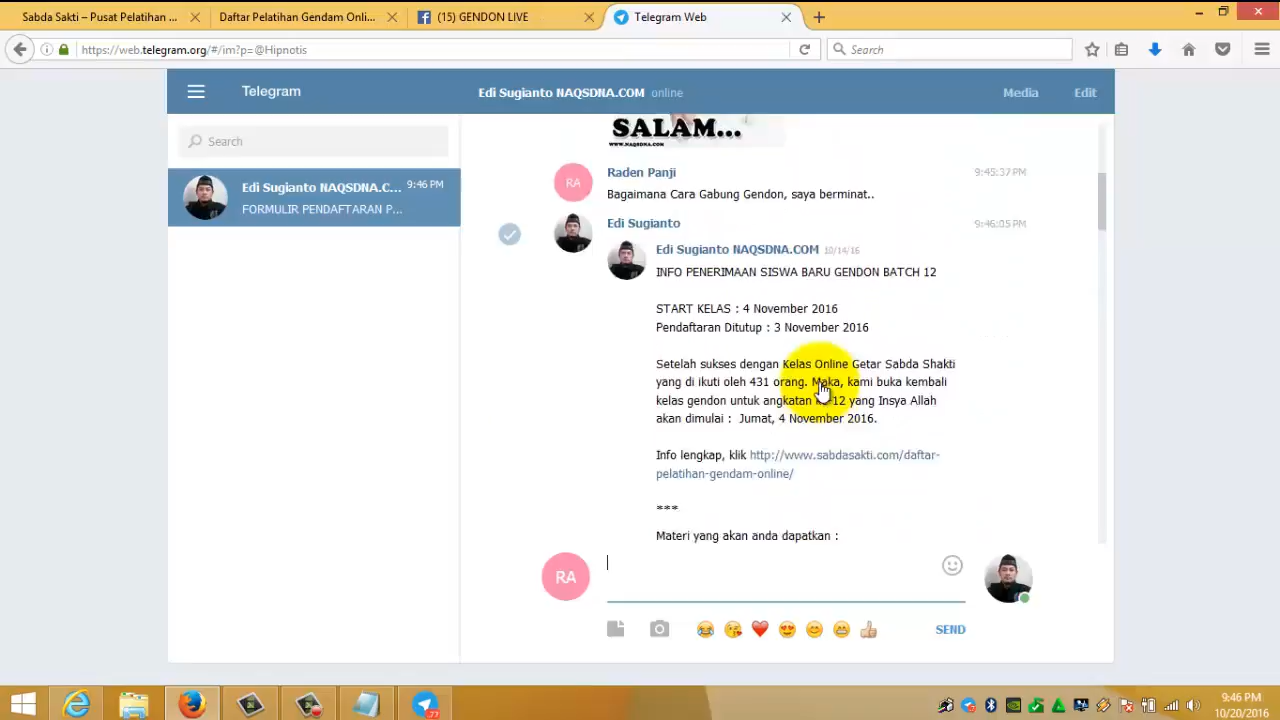 Sabda Sakti – Pusat Pelatihan ...
Daftar Pelatihan Gendam Onli...
(15) GENDON LIVE
Telegram Web
https://web.telegram.org/#/im?p=@Hipnotis
Search
Telegram
Edi Sugianto NAQSDNA.COM online
Media
Edit
Search
Edi Sugianto NAQSDNA.C... 9:46 PM
FORMULIR PENDAFTARAN P...
SALAM...
WWW.NAQSDNA.COM
RA
Raden Panji 9:45:37 PM
Bagaimana Cara Gabung Gendon, saya berminat..
Edi Sugianto 9:46:05 PM
Edi Sugianto NAQSDNA.COM 10/14/16
INFO PENERIMAAN SISWA BARU GENDON BATCH 12
START KELAS : 4 November 2016
Pendaftaran Ditutup : 3 November 2016
Setelah sukses dengan Kelas Online Getar Sabda Shakti
yang di ikuti oleh 431 orang. Maka, kami buka kembali
kelas gendon untuk angkatan ke-12 yang Insya Allah
akan dimulai : Jumat, 4 November 2016.
Info lengkap, klik http://www.sabdasakti.com/daftar-
pelatihan-gendam-online/
***
Materi yang akan anda dapatkan :
RA
SEND
77
9:46 PM
10/20/2016